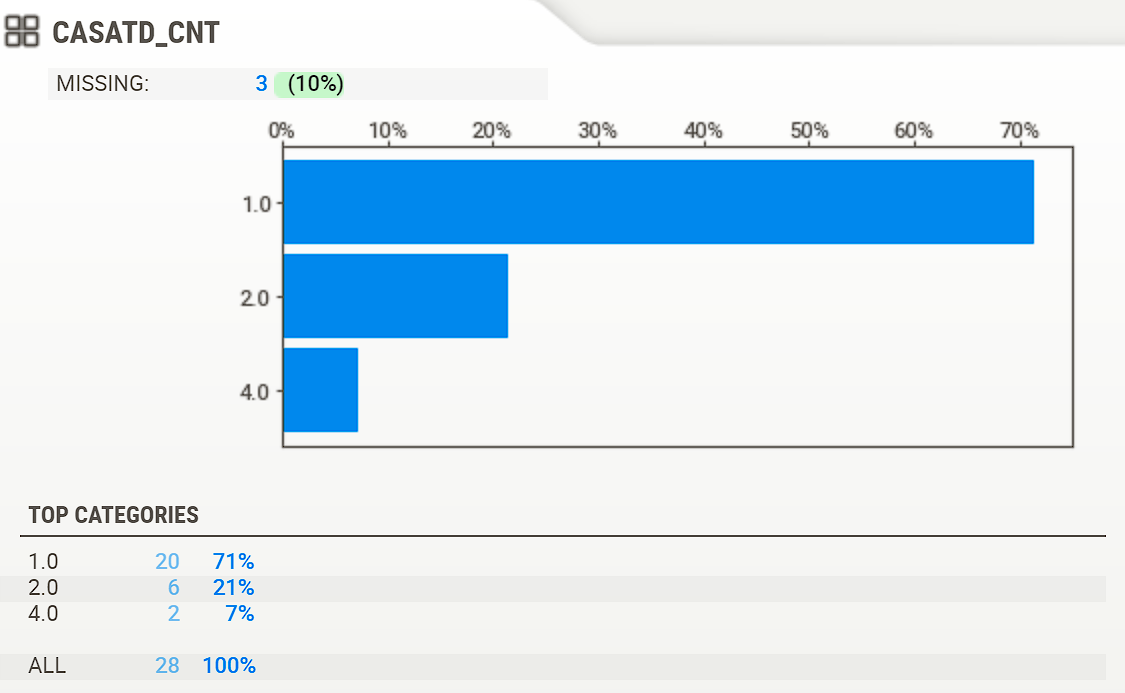 CASATD_CNT
MISSING: 3 (10%)
0% 10% 20% 30% 40% 50% 60% 70%
1.0
2.0
4.0
TOP CATEGORIES
1.0 20 71%
2.0 6 21%
4.0 2 7%
ALL 28 100%